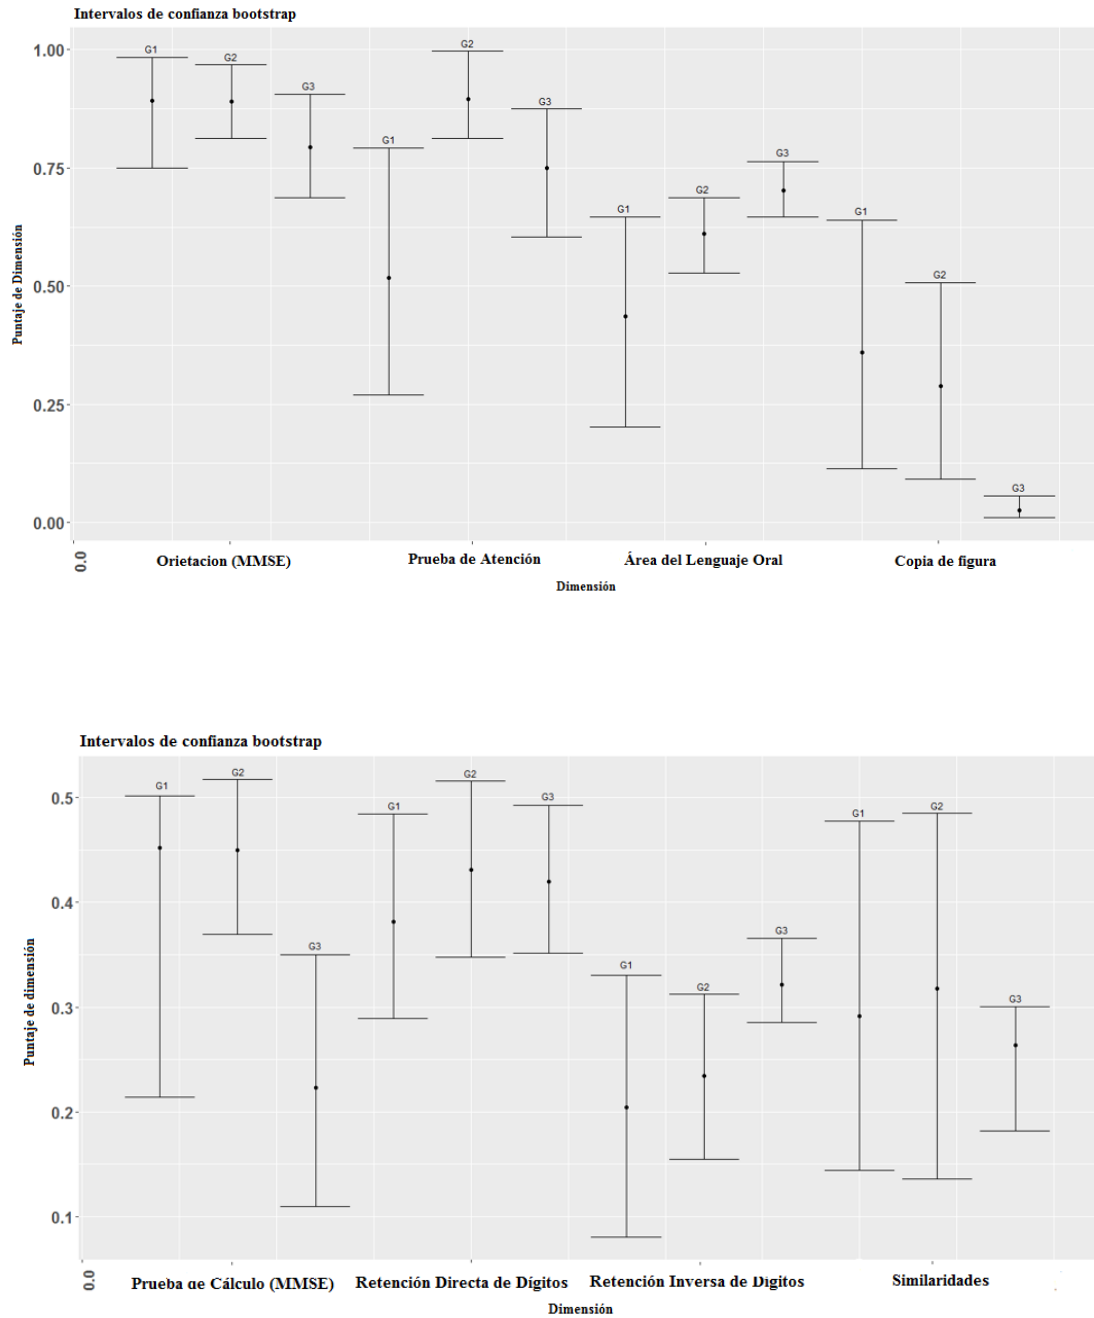 Intervalos de confianza bootstrap
G1 G2 G3 G1 G2 G3 G1 G2 G3 G1 G2 G3
Puntaje de Dimensión
1.00
0.75
0.50
0.25
0.00
0.0
Orietacion (MMSE) Prueba de Atención Área del Lenguaje Oral Copia de figura
Dimensión
Intervalos de confianza bootstrap
G1 G2 G3 G1 G2 G3 G1 G2 G3 G1 G2 G3
Puntaje de dimensión
0.5
0.4
0.3
0.2
0.1
0.0
Prueba de Cálculo (MMSE) Retención Directa de Dígitos Retención Inversa de Dígitos Similaridades
Dimensión